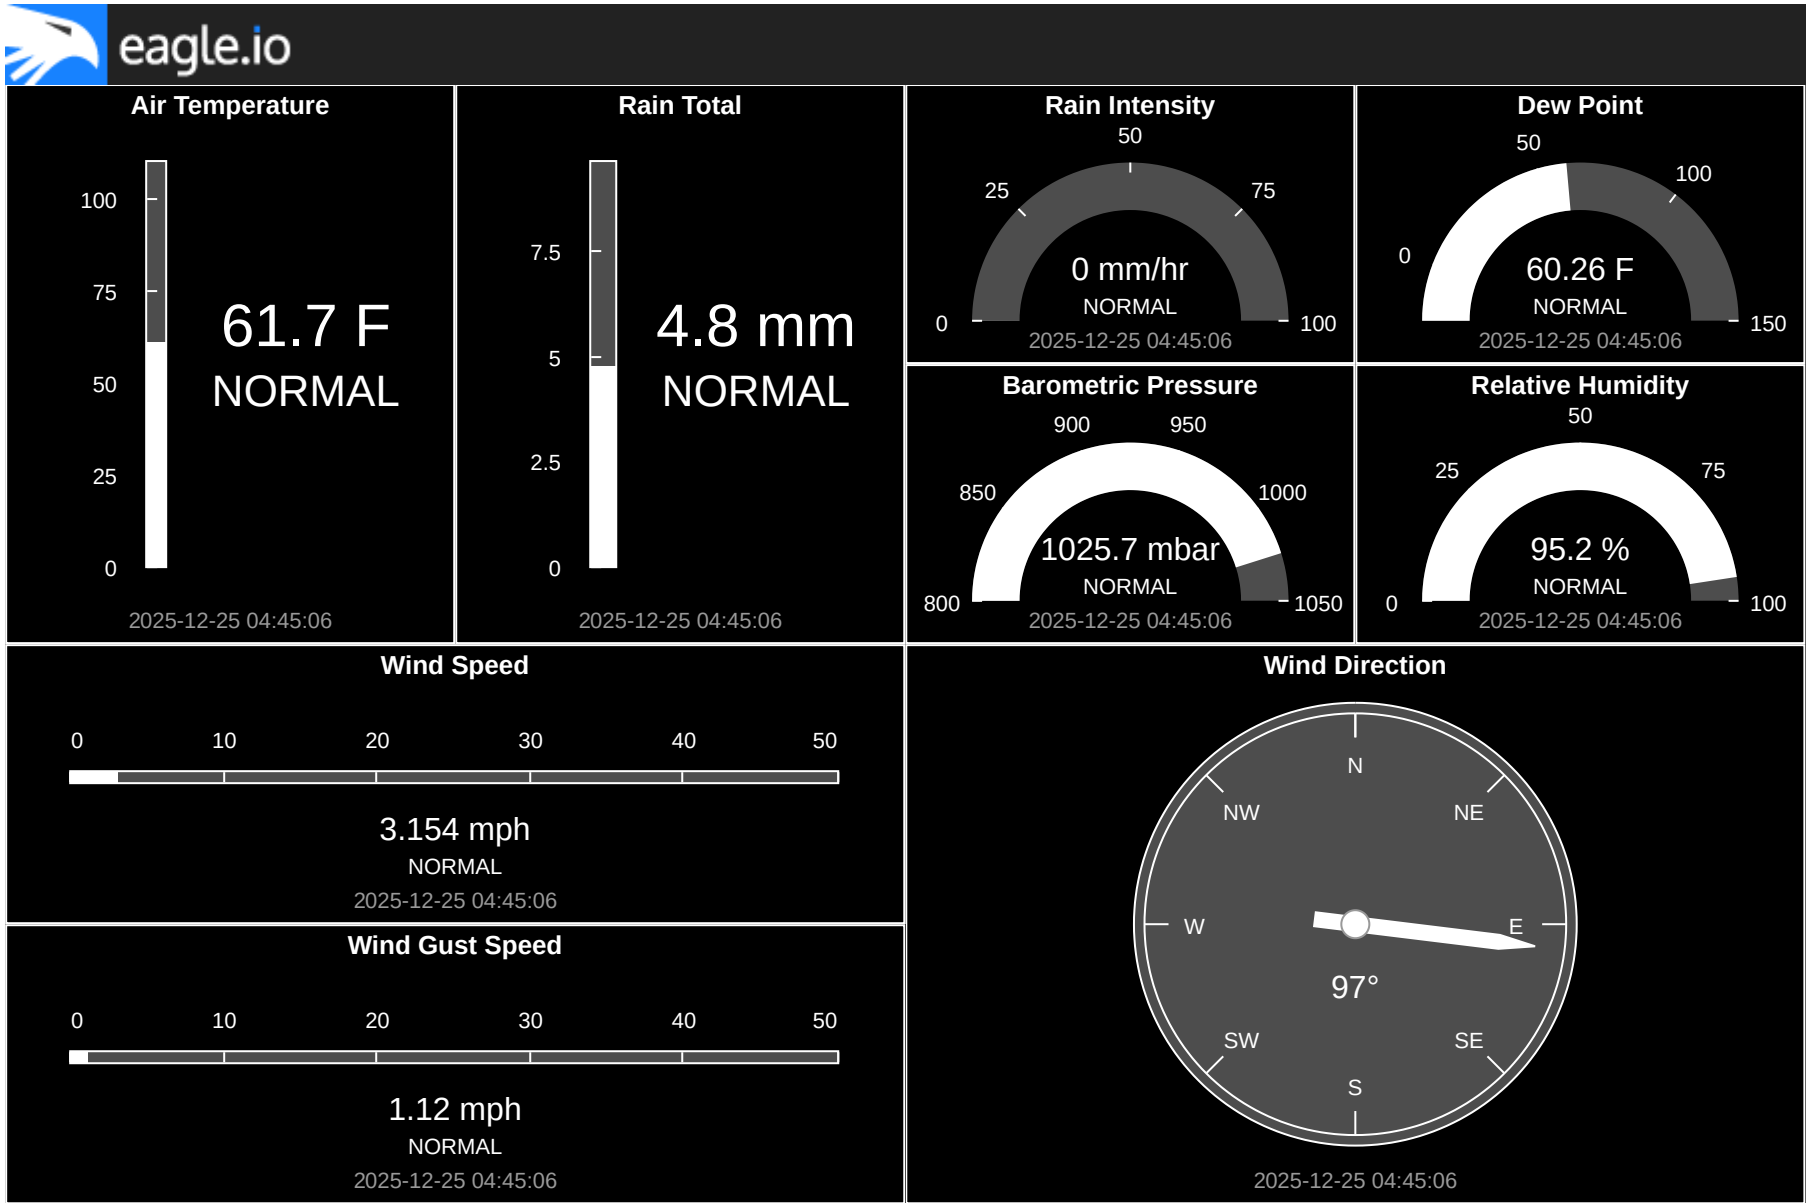 eagle.io
Air Temperature
100
75
50
25
0
61.7 F
NORMAL
2025-12-25 04:45:06
Rain Total
7.5
5
2.5
0
4.8 mm
NORMAL
2025-12-25 04:45:06
Rain Intensity
50
25
75
0
100
0 mm/hr
NORMAL
2025-12-25 04:45:06
Dew Point
50
100
0
150
60.26 F
NORMAL
2025-12-25 04:45:06
Barometric Pressure
900
950
850
1000
800
1050
1025.7 mbar
NORMAL
2025-12-25 04:45:06
Relative Humidity
50
25
75
0
100
95.2 %
NORMAL
2025-12-25 04:45:06
Wind Speed
0 10 20 30 40 50
3.154 mph
NORMAL
2025-12-25 04:45:06
Wind Gust Speed
0 10 20 30 40 50
1.12 mph
NORMAL
2025-12-25 04:45:06
Wind Direction
N
NW NE
W E
97°
SW SE
S
2025-12-25 04:45:06